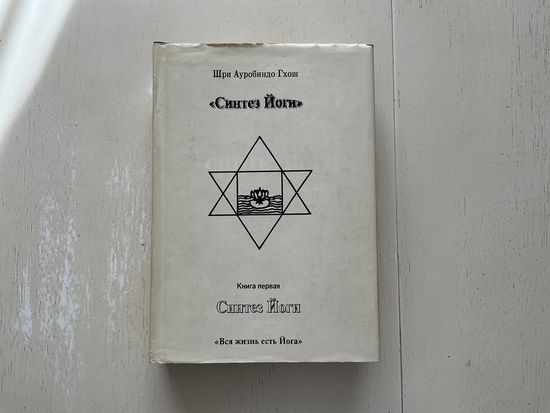 Шри Ауробиндо Гхош
«Синтез Йоги»
Книга первая
Синтез Йоги
«Вся жизнь есть Йога»